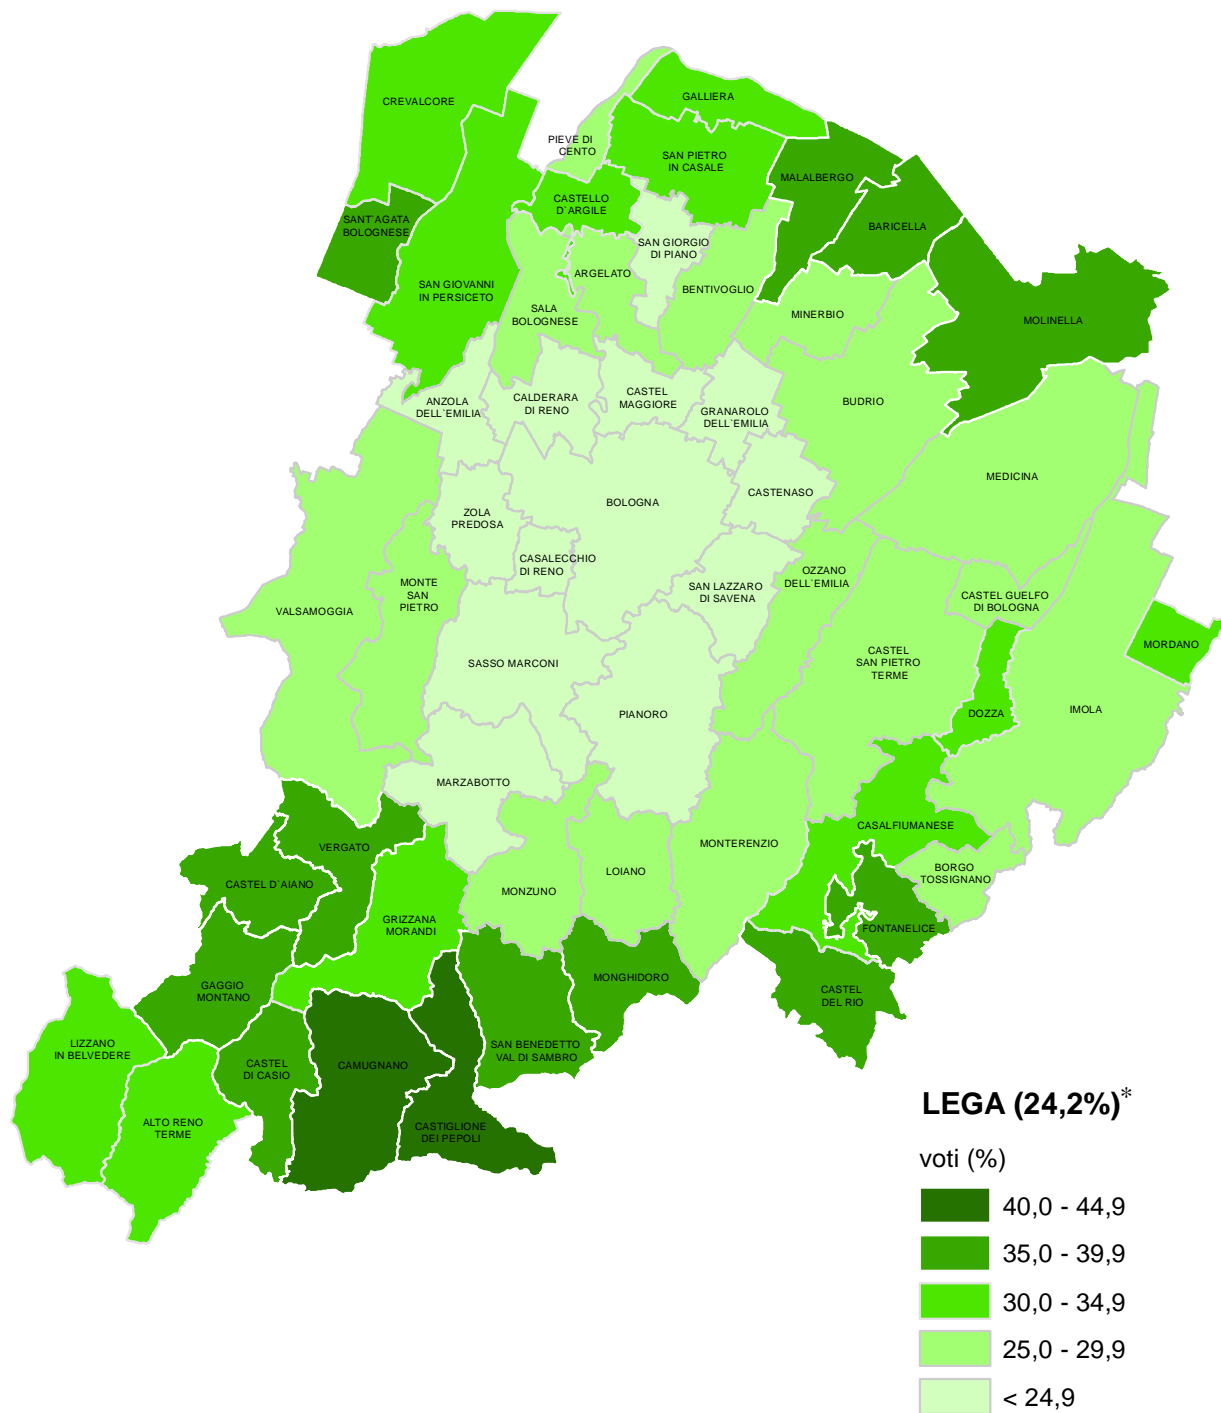 CREVALCORE
GALLIERA
PIEVE DI
CENTO
SAN PIETRO
IN CASALE
MALALBERGO
CASTELLO
D`ARGILE
SANT`AGATA
BOLOGNESE
BARICELLA
SAN GIORGIO
DI PIANO
ARGELATO
SAN GIOVANNI
IN PERSICETO
BENTIVOGLIO
SALA
BOLOGNESE
MINERBIO
MOLINELLA
ANZOLA
DELL`EMILIA
CALDERARA
DI RENO
CASTEL
MAGGIORE
GRANAROLO
DELL`EMILIA
BUDRIO
MEDICINA
ZOLA
PREDOSA
BOLOGNA
CASTENASO
CASALECCHIO
DI RENO
VALSAMOGGIA
MONTE
SAN
PIETRO
SAN LAZZARO
DI SAVENA
OZZANO
DELL`EMILIA
CASTEL GUELFO
DI BOLOGNA
MORDANO
SASSO MARCONI
CASTEL
SAN PIETRO
TERME
PIANORO
DOZZA
IMOLA
MARZABOTTO
CASALFIUMANESE
VERGATO
MONTERENZIO
BORGO
TOSSIGNANO
CASTEL D`AIANO
MONZUNO
LOIANO
GRIZZANA
MORANDI
FONTANELICE
GAGGIO
MONTANO
MONGHIDORO
CASTEL
DEL RIO
LIZZANO
IN BELVEDERE
CASTEL
DI CASIO
CAMUGNANO
SAN BENEDETTO
VAL DI SAMBRO
ALTO RENO
TERME
CASTIGLIONE
DEI PEPOLI
LEGA (24,2%)*
voti (%)
40,0 - 44,9
35,0 - 39,9
30,0 - 34,9
25,0 - 29,9
< 24,9